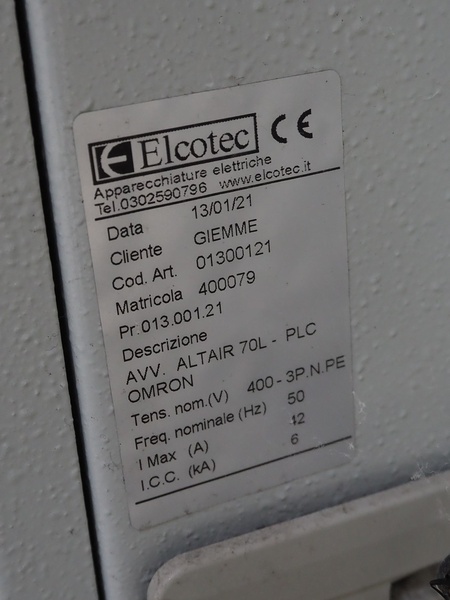 Elcotec CE
Apparecchiature elettriche
Tel.0302590796 www.elcotec.it
Data 13/01/21
Cliente GIEMME
Cod. Art. 01300121
Matricola 400079
Pr.013.001.21
Descrizione
AVV. ALTAIR 70L - PLC
OMRON
Tens. nom.(V) 400-3P.N.PE
Freq. nominale (Hz) 50
I Max (A) 12
I.C.C. (kA) 6